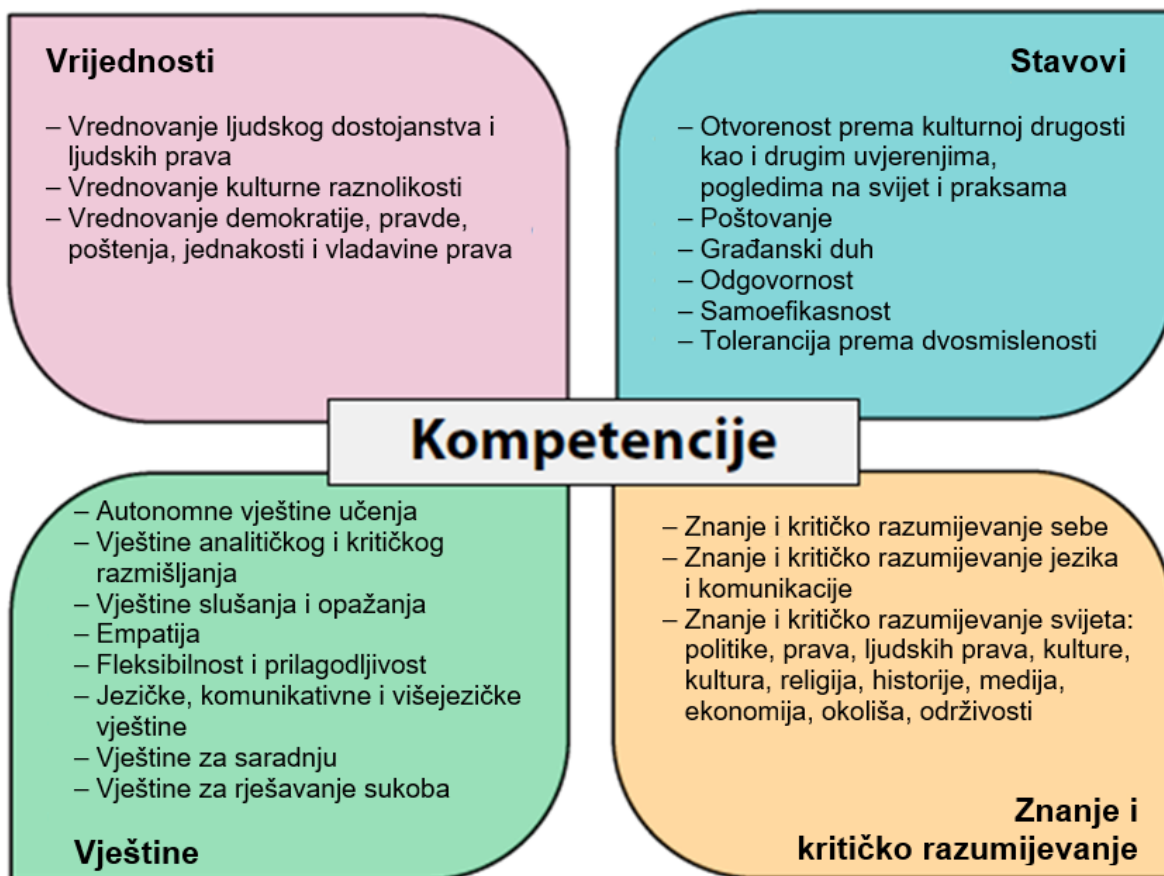 Vrijednosti
– Vrednovanje ljudskog dostojanstva i
ljudskih prava
– Vrednovanje kulturne raznolikosti
– Vrednovanje demokratije, pravde,
poštenja, jednakosti i vladavine prava
Stavovi
– Otvorenost prema kulturnoj drugosti
kao i drugim uvjerenjima,
pogledima na svijet i praksama
– Poštovanje
– Građanski duh
– Odgovornost
– Samoefikasnost
– Tolerancija prema dvosmislenosti
Kompetencije
– Autonomne vještine učenja
– Vještine analitičkog i kritičkog
razmišljanja
– Vještine slušanja i opažanja
– Empatija
– Fleksibilnost i prilagodljivost
– Jezičke, komunikativne i višejezičke
vještine
– Vještine za saradnju
– Vještine za rješavanje sukoba
Vještine
– Znanje i kritičko razumijevanje sebe
– Znanje i kritičko razumijevanje jezika
i komunikacije
– Znanje i kritičko razumijevanje svijeta:
politike, prava, ljudskih prava, kulture,
kultura, religija, historije, medija,
ekonomija, okoliša, održivosti
Znanje i
kritičko razumijevanje